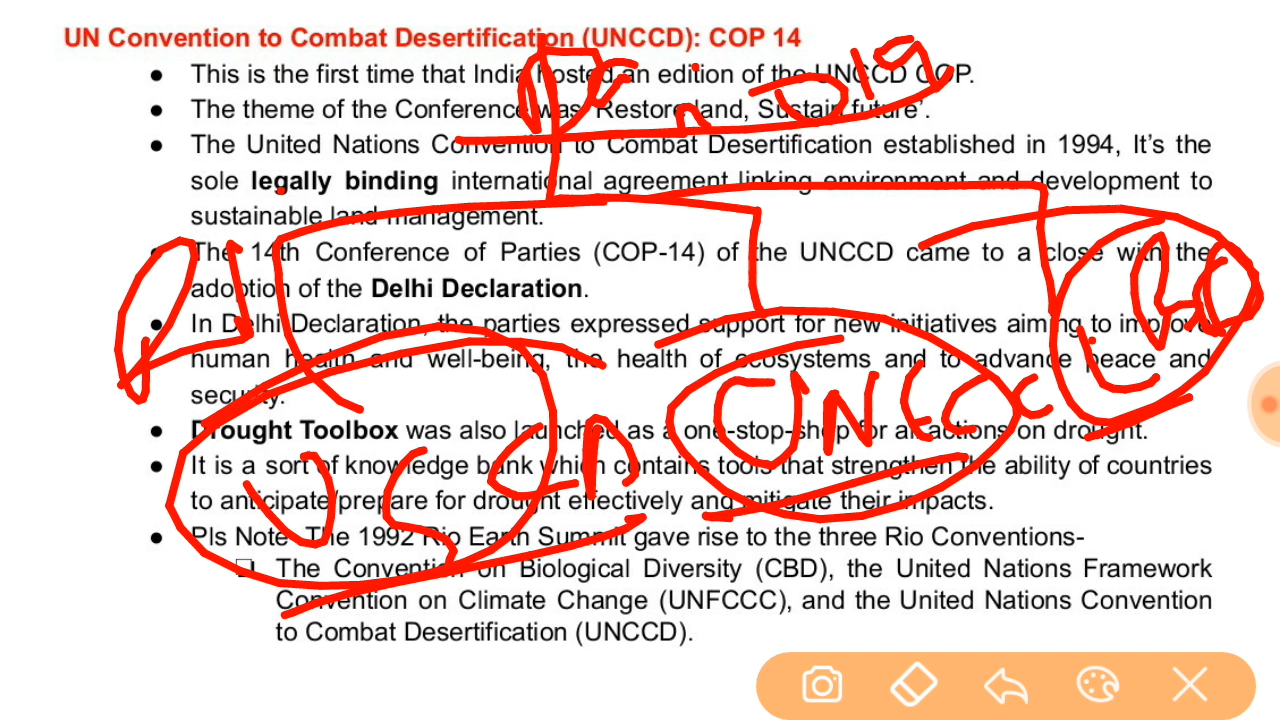 UN Convention to Combat Desertification (UNCCD): COP 14
● This is the first time that India hosted an edition of the UNCCD COP.
● The theme of the Conference was 'Restore land, Sustain future'.
● The United Nations Convention to Combat Desertification established in 1994, It's the
sole legally binding international agreement linking environment and development to
sustainable land management.
● The 14th Conference of Parties (COP-14) of the UNCCD came to a close with the
adoption of the Delhi Declaration.
● In Delhi Declaration, the parties expressed support for new initiatives aiming to improve
human health and well-being, the health of ecosystems and to advance peace and
security.
● Drought Toolbox was also launched as a one-stop-shop for all actions on drought.
● It is a sort of knowledge bank which contains tools that strengthen the ability of countries
to anticipate/prepare for drought effectively and mitigate their impacts.
● Pls Note- The 1992 Rio Earth Summit gave rise to the three Rio Conventions-
❑ The Convention on Biological Diversity (CBD), the United Nations Framework
Convention on Climate Change (UNFCCC), and the United Nations Convention
to Combat Desertification (UNCCD).